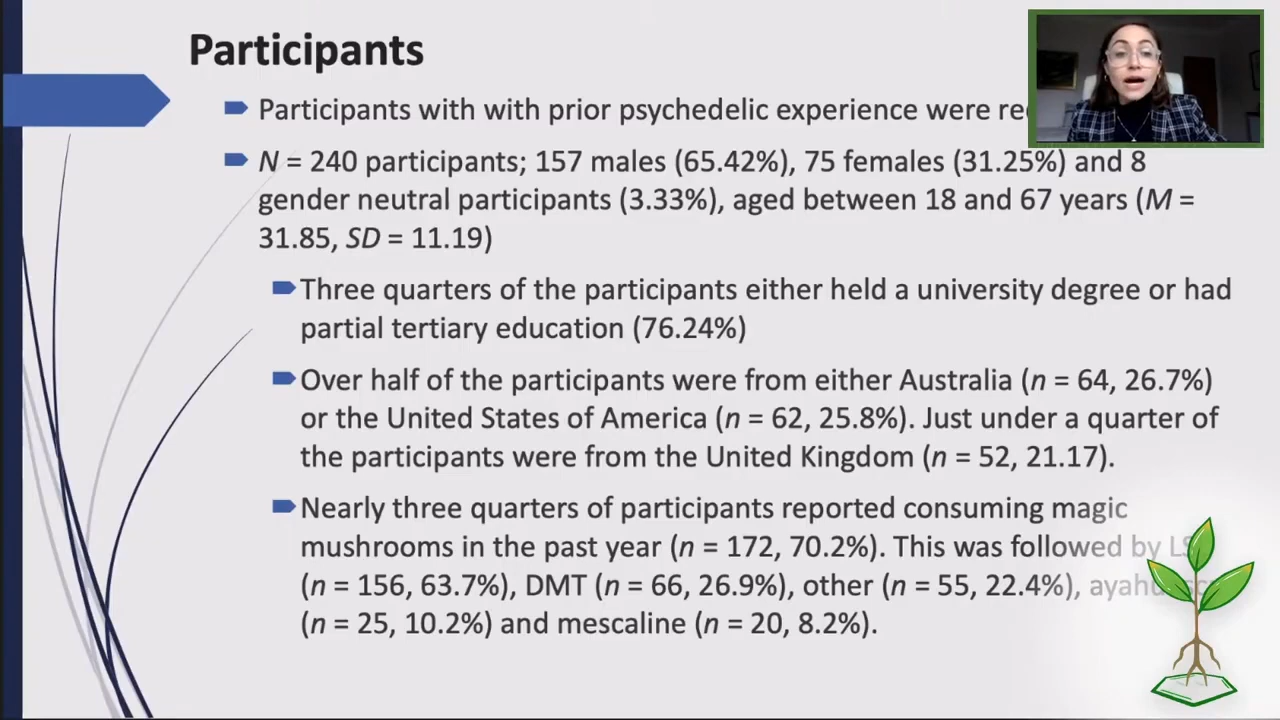 Participants
Participants with with prior psychedelic experience were
N = 240 participants; 157 males (65.42%), 75 females (31.25%) and 8
gender neutral participants (3.33%), aged between 18 and 67 years (M =
31.85, SD = 11.19)
Three quarters of the participants either held a university degree or had
partial tertiary education (76.24%)
Over half of the participants were from either Australia (n = 64, 26.7%)
or the United States of America (n = 62, 25.8%). Just under a quarter of
the participants were from the United Kingdom (n = 52, 21.17).
Nearly three quarters of participants reported consuming magic
mushrooms in the past year (n = 172, 70.2%). This was followed by
(n = 156, 63.7%), DMT (n = 66, 26.9%), other (n = 55, 22.4%),
(n = 25, 10.2%) and mescaline (n = 20, 8.2%).